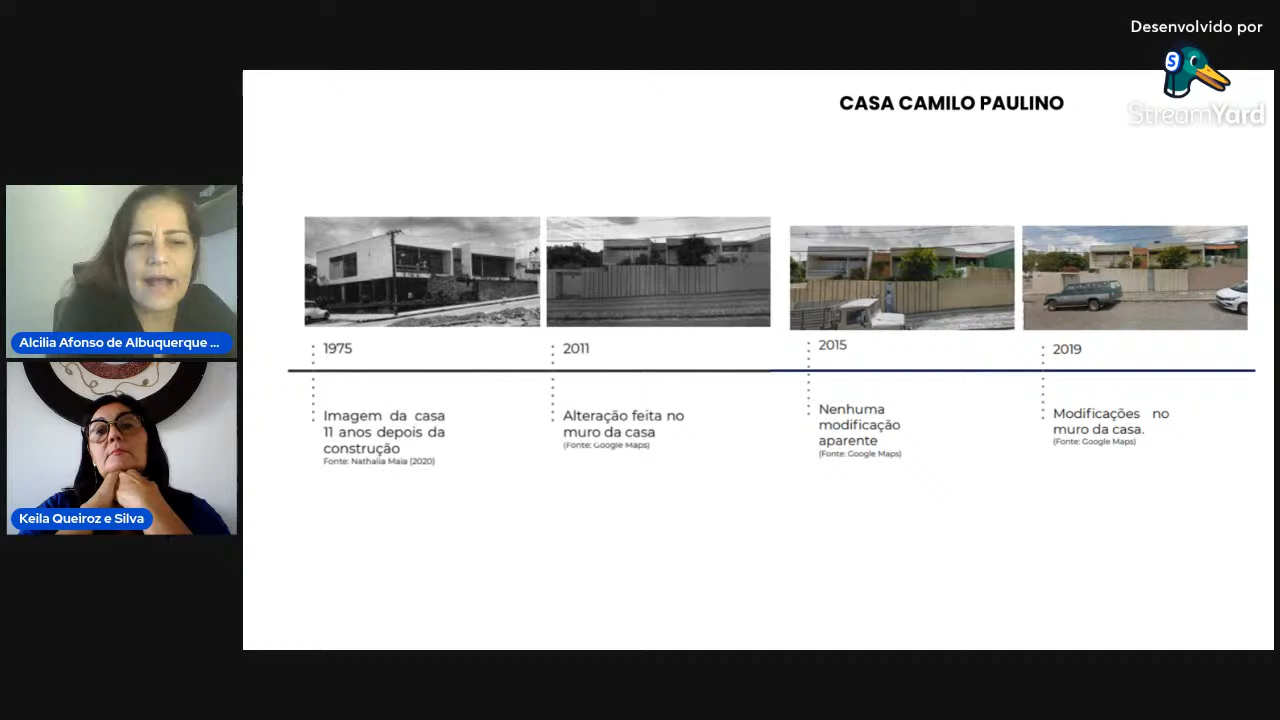 Desenvolvido por
StreamYard
CASA CAMILO PAULINO
1975
2011
2015
2019
Imagem da casa
11 anos depois da
construção
Fonte: Nathalia Maia (2020)
Alteração feita no
muro da casa
(Fonte: Google Maps)
Nenhuma
modificação
aparente
(Fonte: Google Maps)
Modificações no
muro da casa.
(Fonte: Google Maps)
Alcilia Afonso de Albuquerque ...
Keila Queiroz e Silva